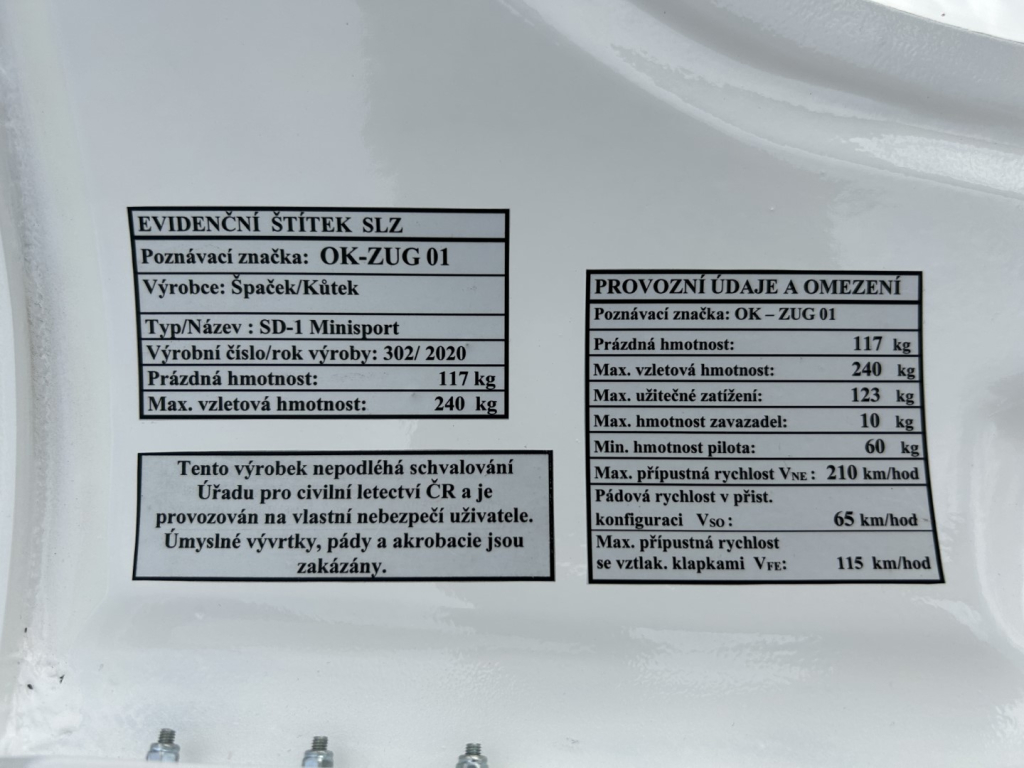 EVIDENČNÍ ŠTÍTEK SLZ
Poznávací značka: OK-ZUG 01
Výrobce: Špaček/Kůtek
Typ/Název : SD-1 Minisport
Výrobní číslo/rok výroby: 302/ 2020
Prázdná hmotnost: 117 kg
Max. vzletová hmotnost: 240 kg
Tento výrobek nepodléhá schvalování
Úřadu pro civilní letectví ČR a je
provozován na vlastní nebezpečí uživatele.
Úmyslné vývrtky, pády a akrobacie jsou
zakázány.
PROVOZNÍ ÚDAJE A OMEZENÍ
Poznávací značka: OK – ZUG 01
Prázdná hmotnost: 117 kg
Max. vzletová hmotnost: 240 kg
Max. užitečné zatížení: 123 kg
Max. hmotnost zavazadel: 10 kg
Min. hmotnost pilota: 60 kg
Max. přípustná rychlost VNE : 210 km/hod
Pádová rychlost v přist.
konfiguraci VSO : 65 km/hod
Max. přípustná rychlost
se vztlak. klapkami VFE: 115 km/hod